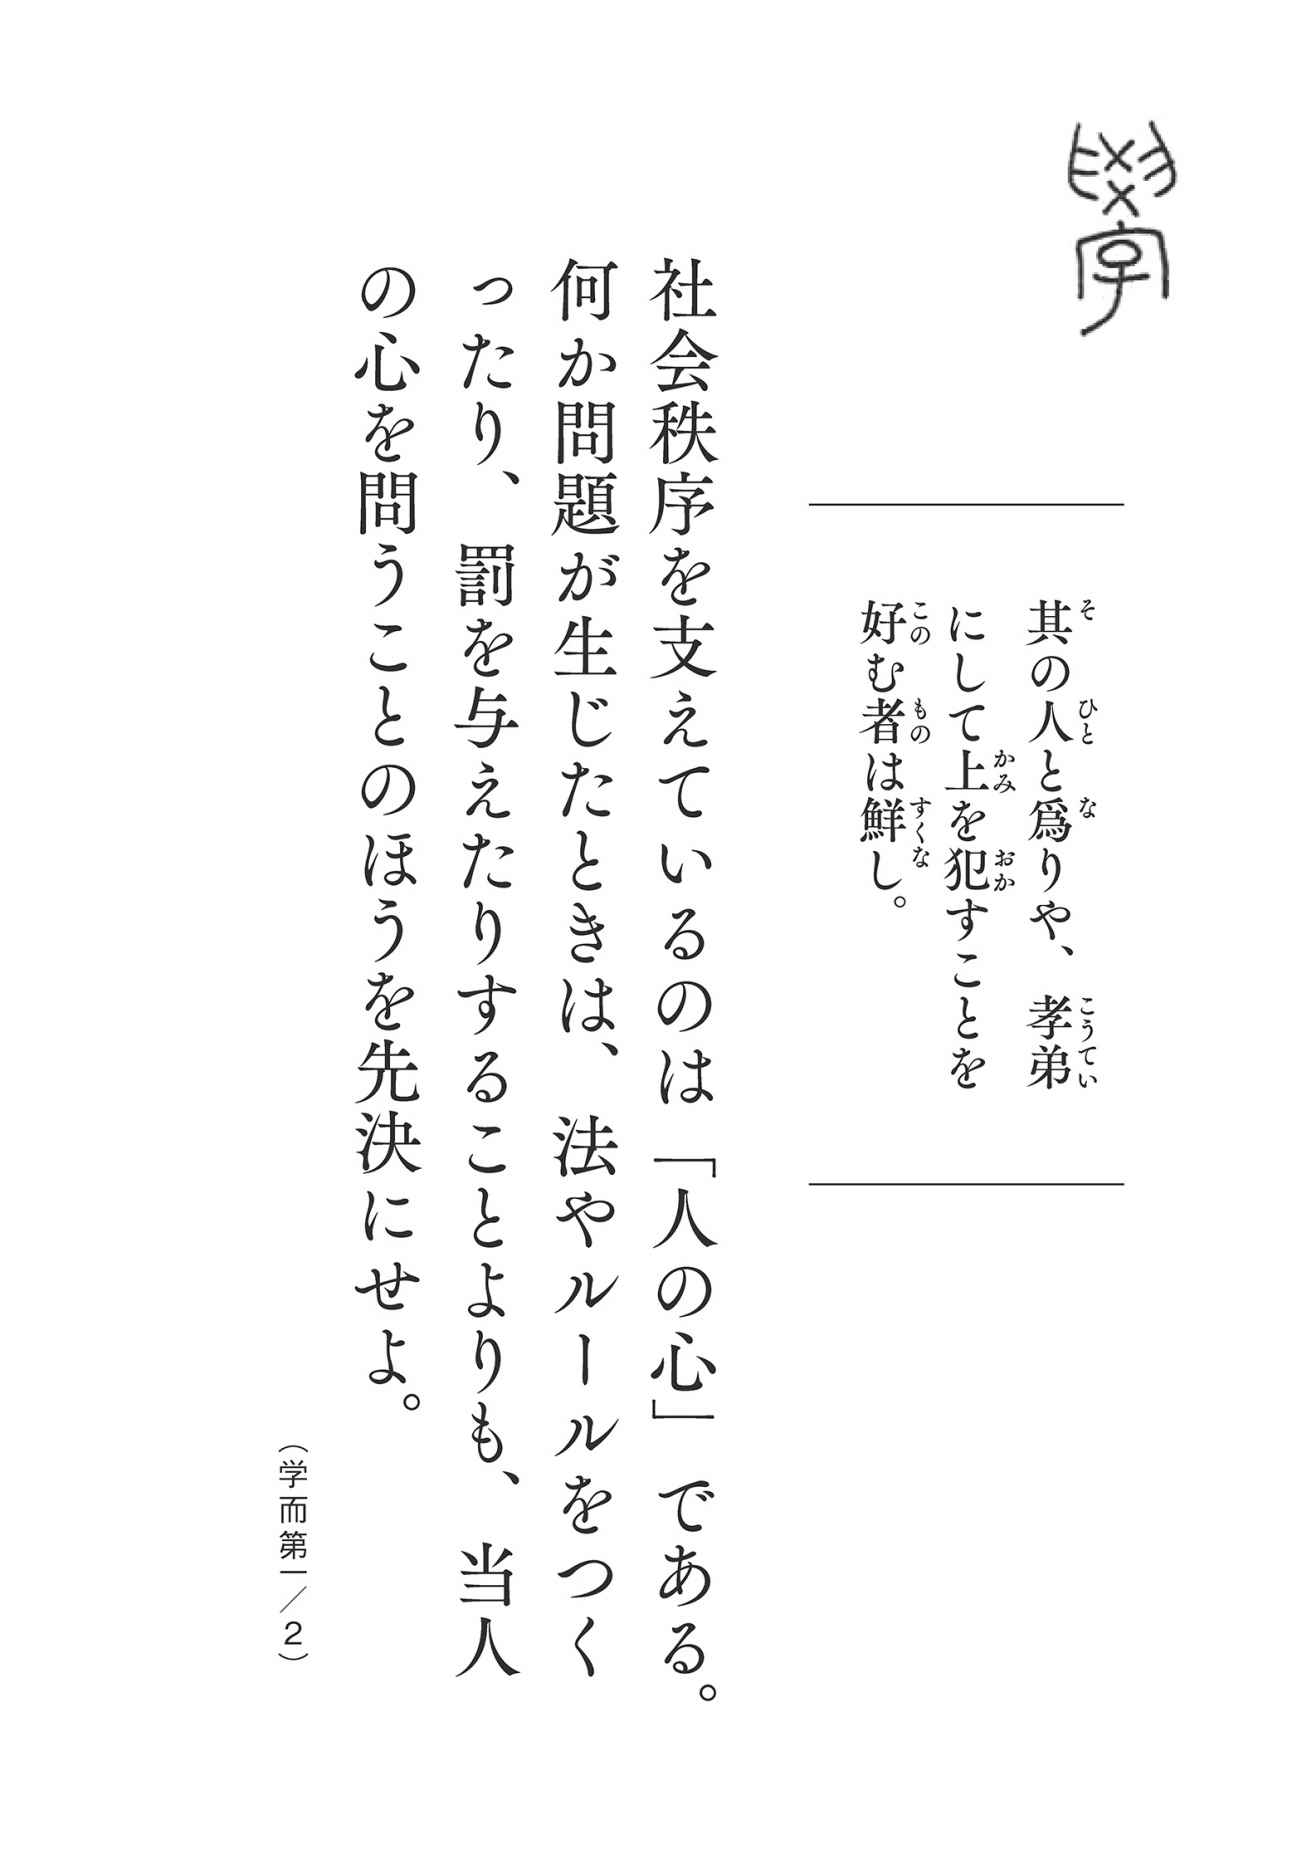 學
其の人と爲りや、孝弟
にして上を犯すことを
好む者は鮮し。
社会秩序を支えているのは「人の心」である。
何か問題が生じたときは、法やルールをつく
ったり、罰を与えたりすることよりも、当人
の心を問うことのほうを先決にせよ。
（学而第一／2）